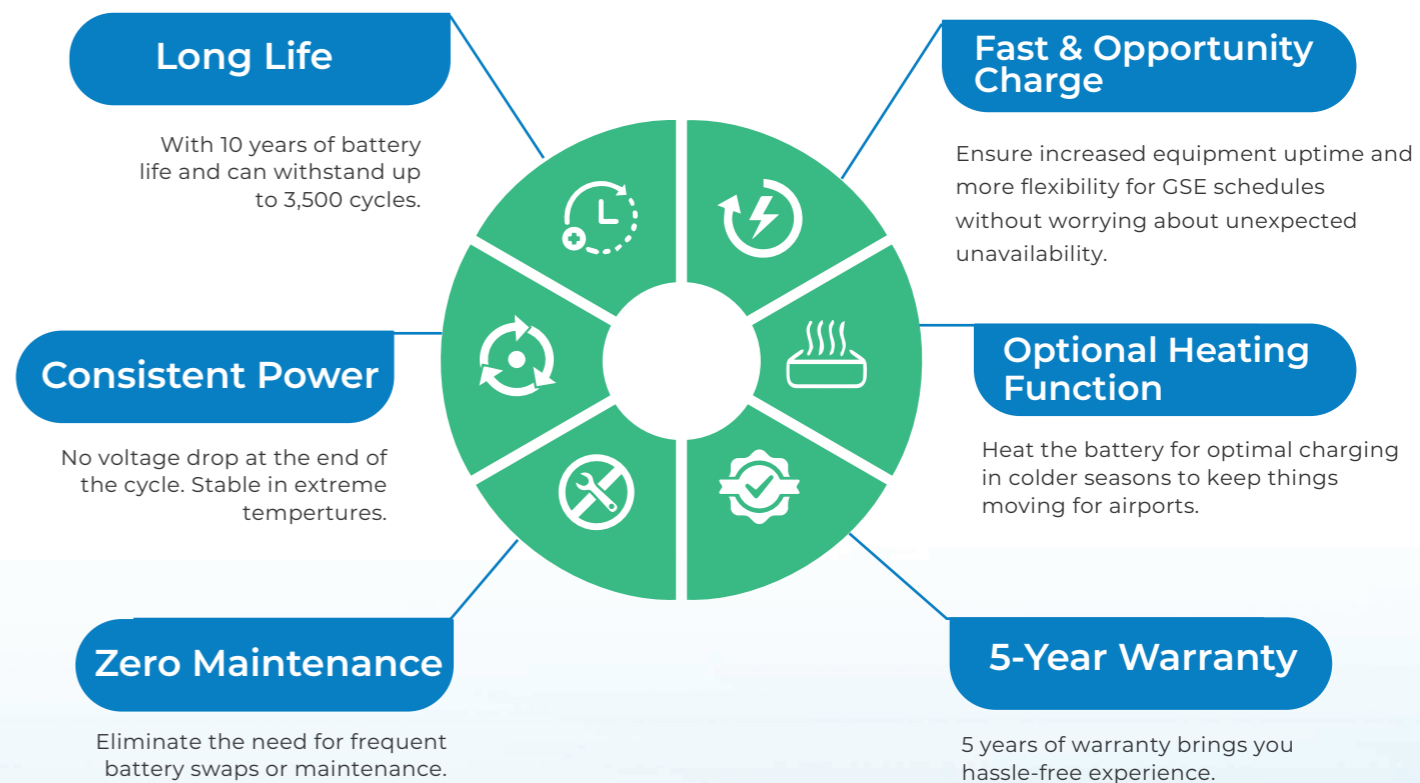 Long Life
With 10 years of battery
life and can withstand up
to 3,500 cycles.
Fast & Opportunity
Charge
Ensure increased equipment uptime and
more flexibility for GSE schedules
without worrying about unexpected
unavailability.
Consistent Power
No voltage drop at the end of
the cycle. Stable in extreme
tempertures.
Optional Heating
Function
Heat the battery for optimal charging
in colder seasons to keep things
moving for airports.
Zero Maintenance
Eliminate the need for frequent
battery swaps or maintenance.
5-Year Warranty
5 years of warranty brings you
hassle-free experience.